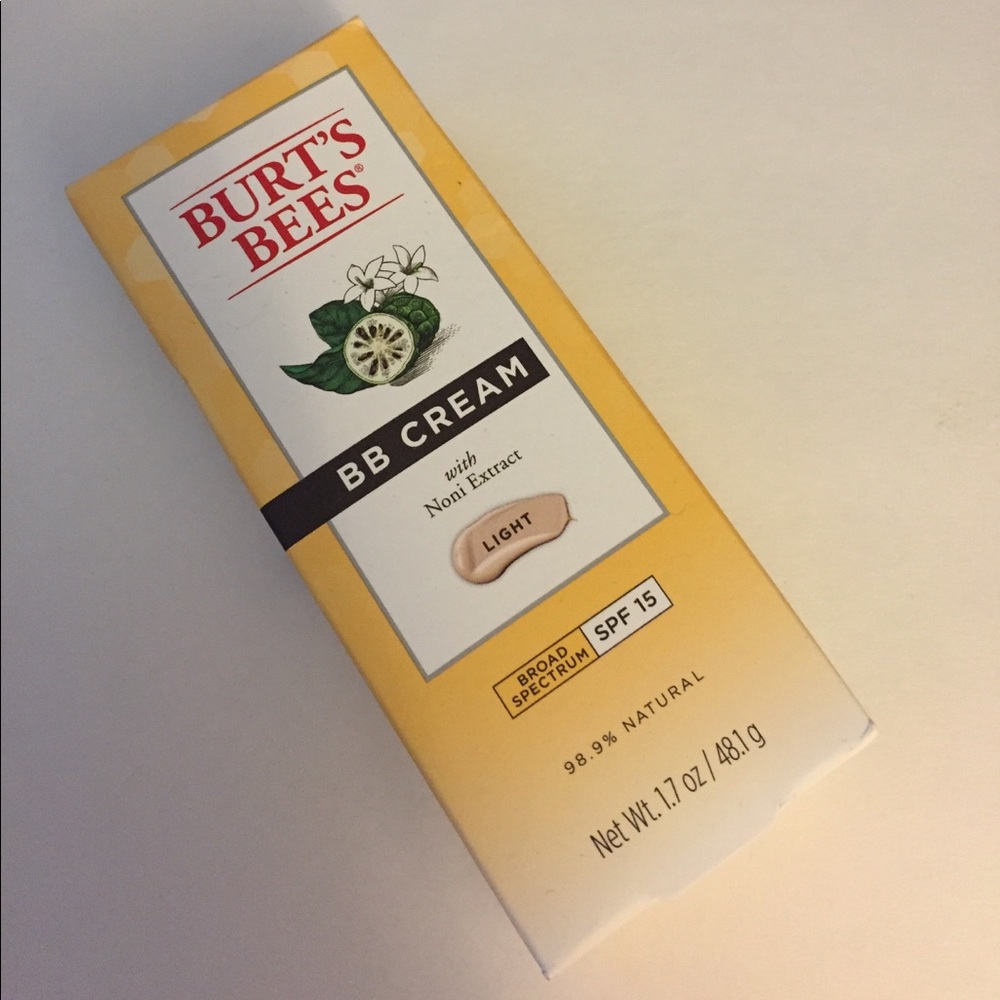 BURT'S
BEES®
BB CREAM
with
Noni Extract
LIGHT
BROAD
SPECTRUM
SPF 15
98.9% NATURAL
Net Wt. 1.7 oz / 48.1 g